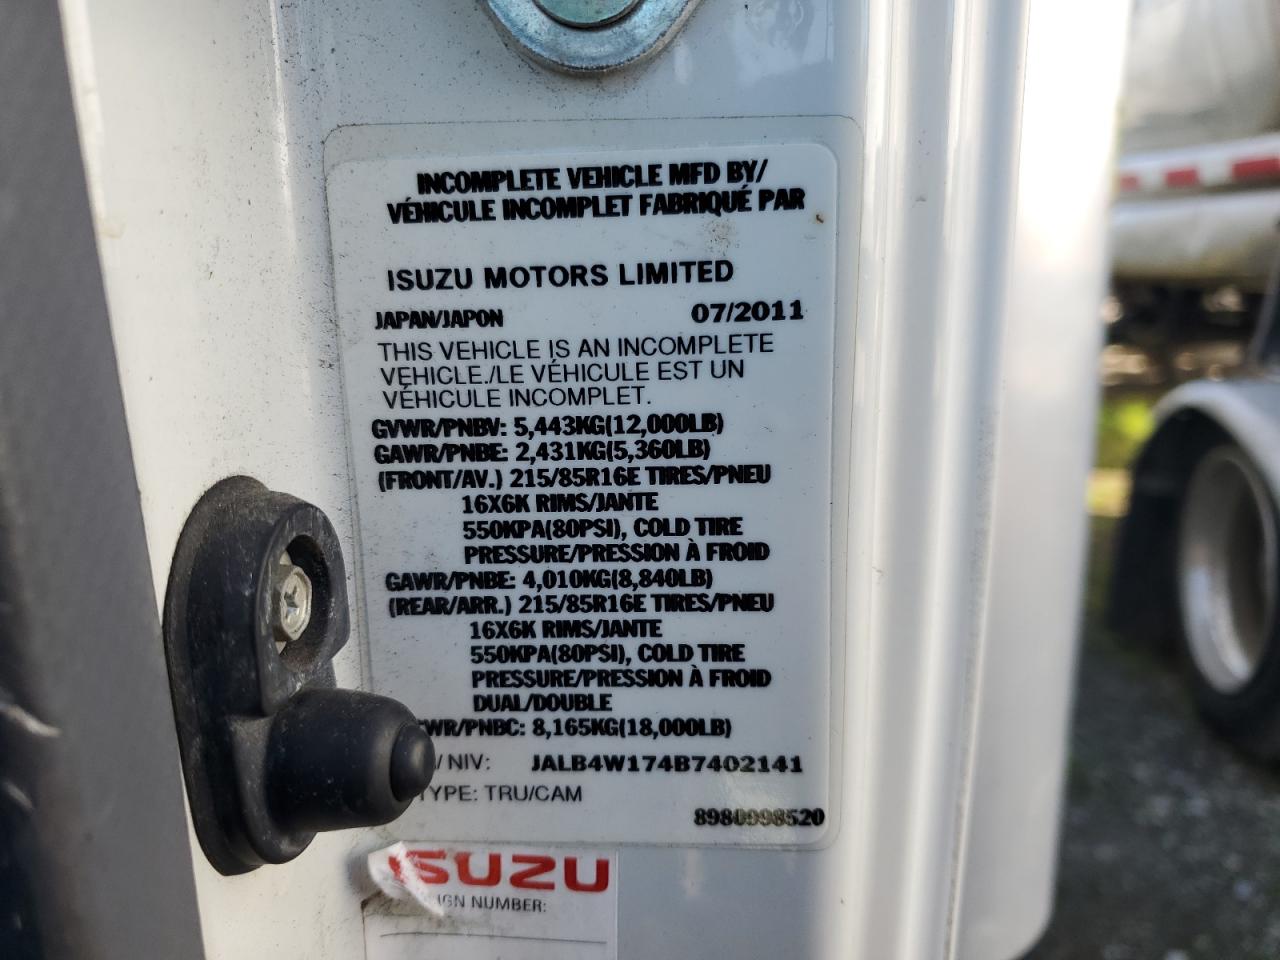 INCOMPLETE VEHICLE MFD BY/
VÉHICULE INCOMPLET FABRIQUÉ PAR
ISUZU MOTORS LIMITED
JAPAN/JAPON 07/2011
THIS VEHICLE IS AN INCOMPLETE
VEHICLE./LE VÉHICULE EST UN
VÉHICULE INCOMPLET.
GVWR/PNBV: 5,443KG(12,000LB)
GAWR/PNBE: 2,431KG(5,360LB)
(FRONT/AV.) 215/85R16E TIRES/PNEU
16X6K RIMS/JANTE
550KPA(80PSI), COLD TIRE
PRESSURE/PRESSION À FROID
GAWR/PNBE: 4,010KG(8,840LB)
(REAR/ARR.) 215/85R16E TIRES/PNEU
16X6K RIMS/JANTE
550KPA(80PSI), COLD TIRE
PRESSURE/PRESSION À FROID
DUAL/DOUBLE
WR/PNBC: 8,165KG(18,000LB)
/ NIV: JALB4W174B7402141
TYPE: TRU/CAM
8980998520
ISUZU
NUMBER: